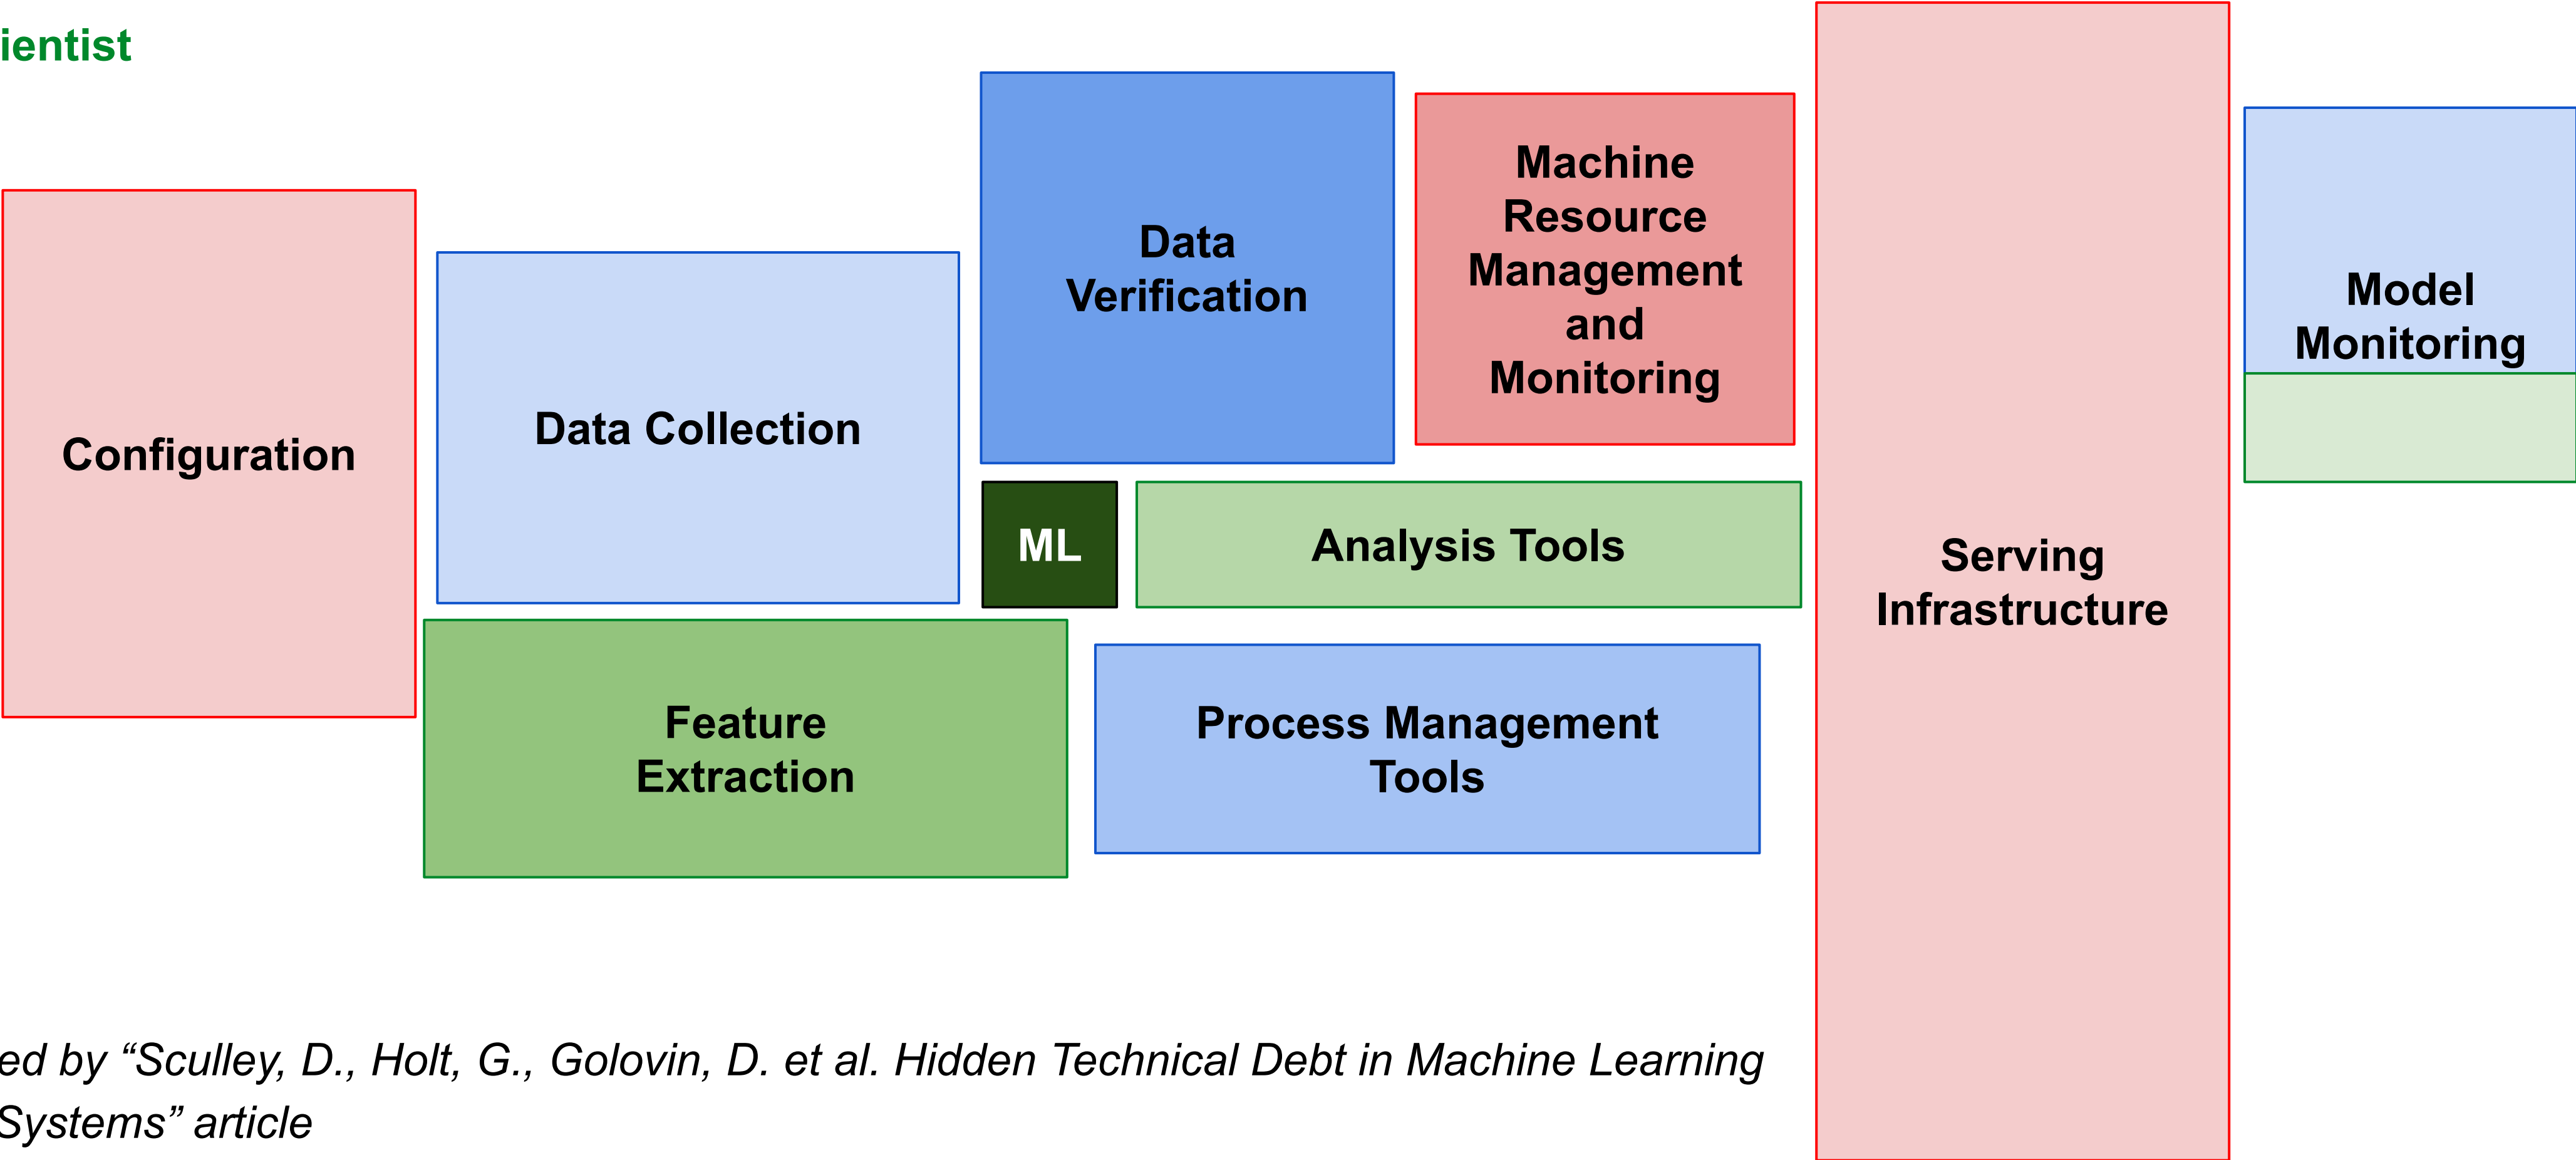 ientist
Machine
Resource
Management
and
Monitoring
Data
Verification
Model
Monitoring
Data Collection
Configuration
ML
Analysis Tools
Serving
Infrastructure
Feature
Extraction
Process Management
Tools
ed by “Sculley, D., Holt, G., Golovin, D. et al. Hidden Technical Debt in Machine Learning
Systems” article